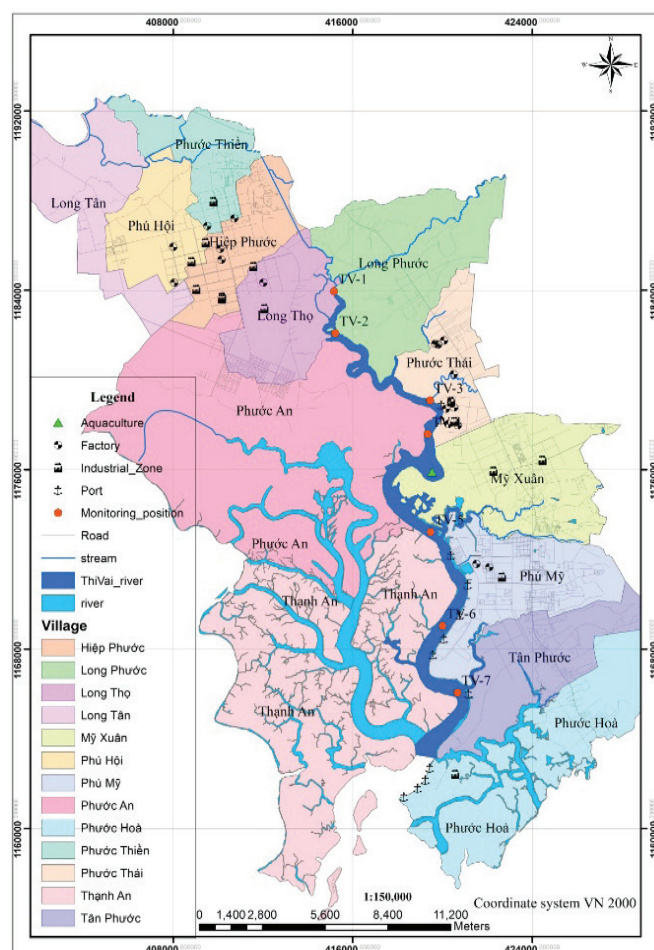 408000
416000
424000
N
W
E
S
1192000
1192000
Phước Thiền
Long Tân
Phú Hội
Hiệp Phước
Long Phước
1184000
TV-1
1184000
Long Thọ
TV-2
Phước Thái
Legend
TV-3
Phước An
Aquaculture
Factory
Industrial_Zone
1176000
Mỹ Xuân
1176000
Port
Monitoring_position
TV-5
Road
stream
Phước An
ThiVai_river
Thạnh An
Thạnh An
Phú Mỹ
river
TV-6
Village
1168000
1168000
Hiệp Phước
Tân Phước
Long Phước
TV-7
Long Thọ
Thạnh An
Phước Hoà
Long Tân
Mỹ Xuân
Phú Hội
Phú Mỹ
Phước An
1160000
Phước Hoà
1160000
Phước Hoà
Phước Thiền
Phước Thái
Thạnh An
1:150,000
Coordinate system VN 2000
Tân Phước
0 1,400 2,800 5,600 8,400 11,200
Meters
408000
416000
424000